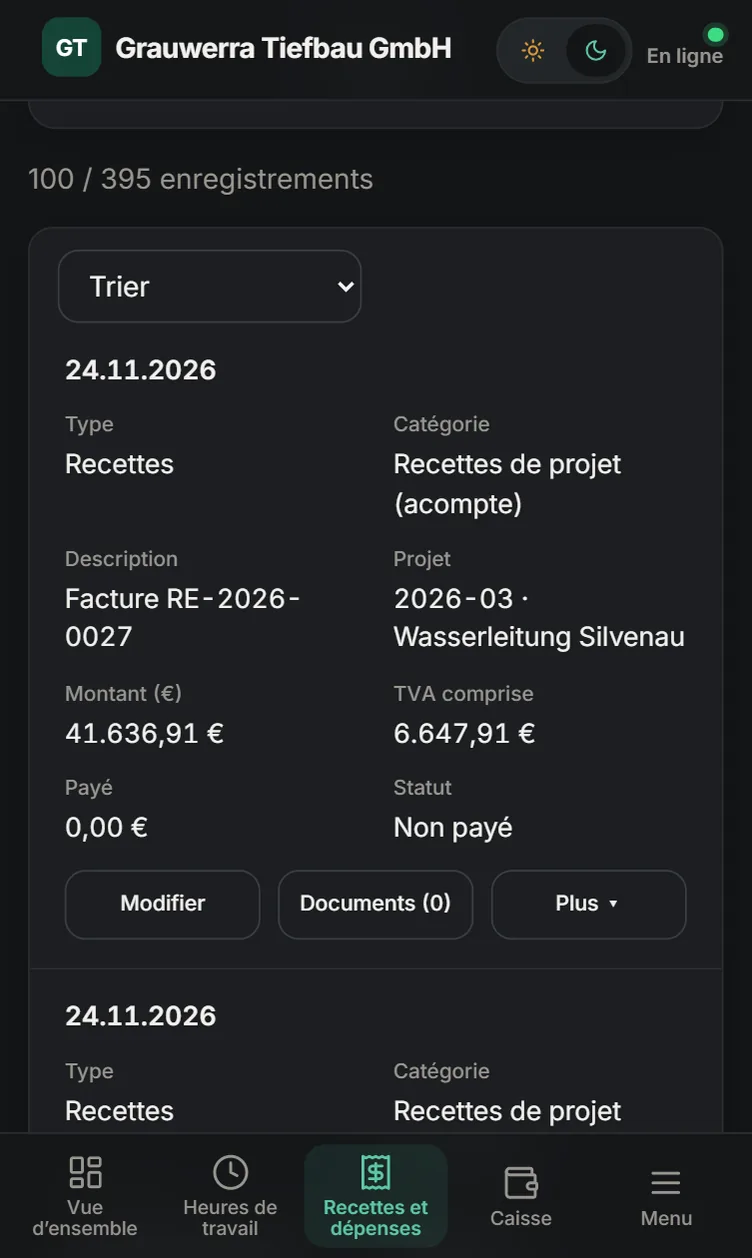 GT Grauwerra Tiefbau GmbH
En ligne
100 / 395 enregistrements
Trier
24.11.2026
Type
Catégorie
Recettes
Recettes de projet
(acompte)
Description
Projet
Facture RE-2026-
0027
2026-03 ·
Wasserleitung Silvenau
Montant (€)
TVA comprise
41.636,91 €
6.647,91 €
Payé
Statut
0,00 €
Non payé
Modifier
Documents (0)
Plus ▾
24.11.2026
Type
Catégorie
Recettes
Recettes de projet
Vue
d’ensemble
Heures de
travail
Recettes et
dépenses
Caisse
Menu